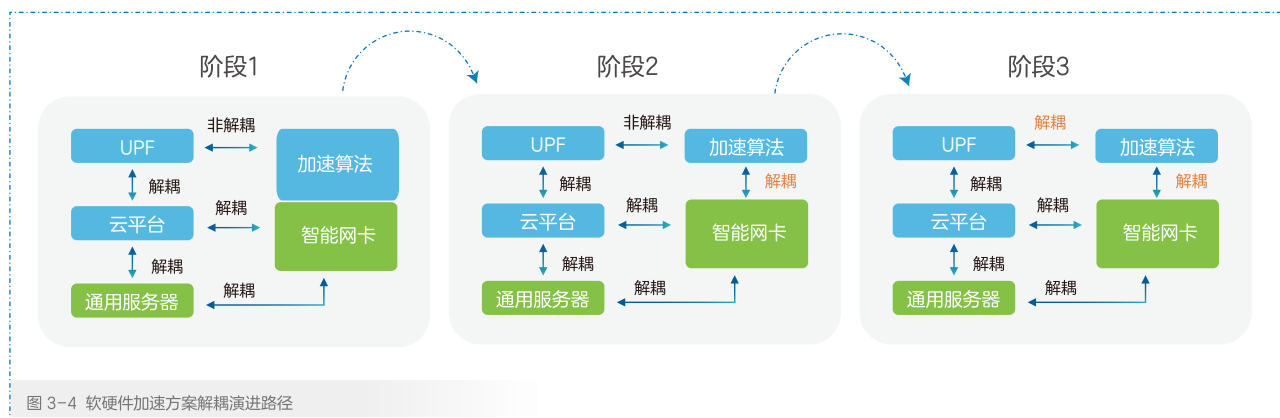 阶段1
非解耦
UPF
加速算法
解耦
解耦
云平台
智能网卡
解耦
解耦
通用服务器
阶段2
非解耦
UPF
加速算法
解耦
解耦
解耦
云平台
智能网卡
解耦
解耦
通用服务器
阶段3
解耦
UPF
加速算法
解耦
解耦
解耦
云平台
智能网卡
解耦
解耦
通用服务器
图 3-4 软硬件加速方案解耦演进路径